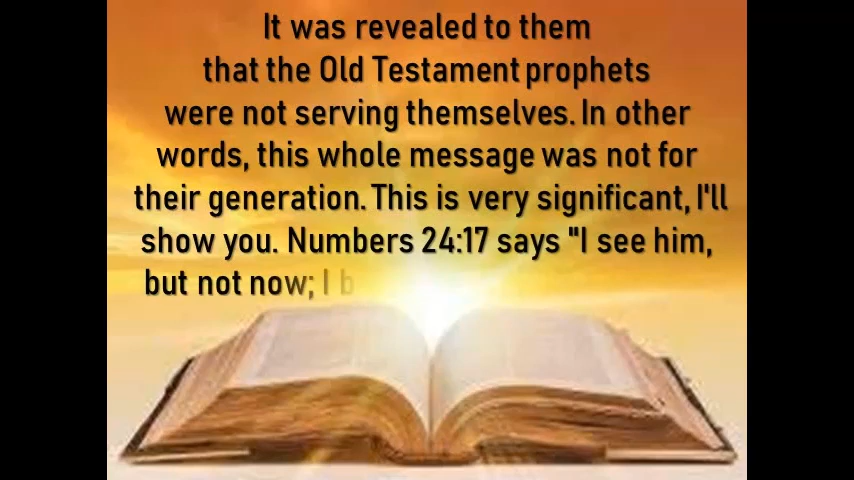 It was revealed to them
that the Old Testament prophets
were not serving themselves. In other
words, this whole message was not for
their generation. This is very significant, I'll
show you. Numbers 24:17 says "I see him,
but not now; I b